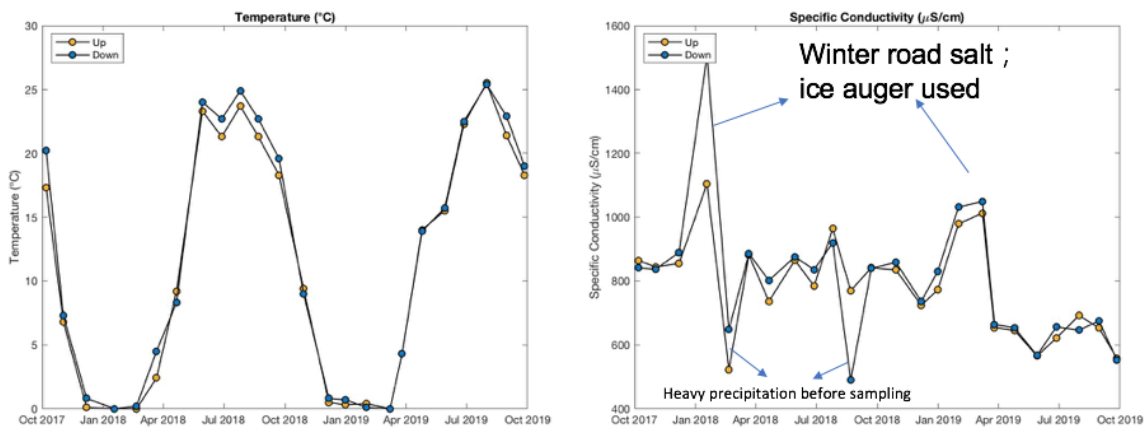 Temperature (°C)
Up
Down
30
25
20
15
10
5
0
Temperature (°C)
Oct 2017 Jan 2018 Apr 2018 Jul 2018 Oct 2018 Jan 2019 Apr 2019 Jul 2019 Oct 2019
Specific Conductivity (μS/cm)
Up
Down
Winter road salt ;
ice auger used
1600
1400
1200
1000
800
600
400
Specific Conductivity (μS/cm)
Heavy precipitation before sampling
Oct 2017 Jan 2018 Apr 2018 Jul 2018 Oct 2018 Jan 2019 Apr 2019 Jul 2019 Oct 2019